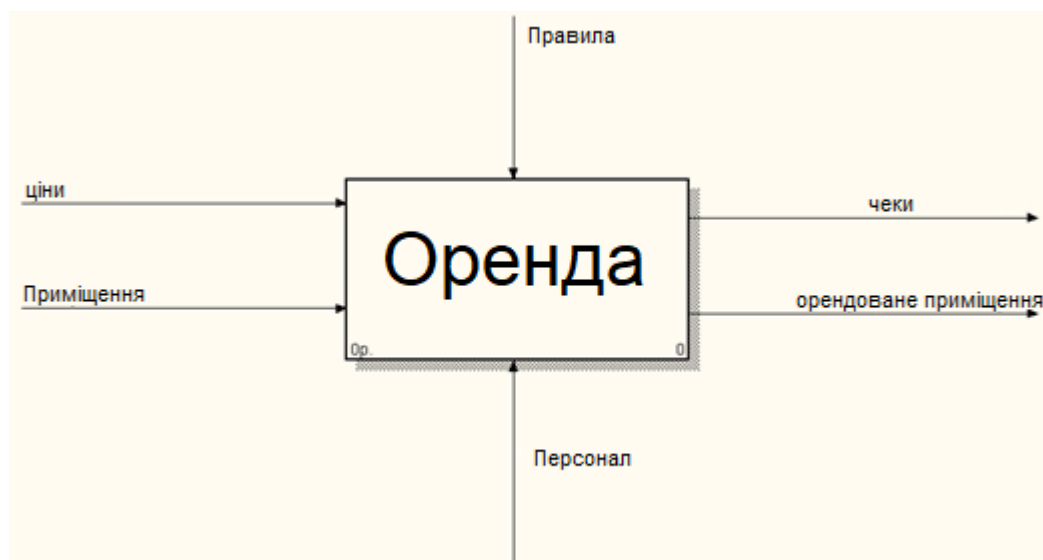 Правила
ціни
чеки
Оренда
Приміщення
орендоване приміщення
0р.
0
Персонал